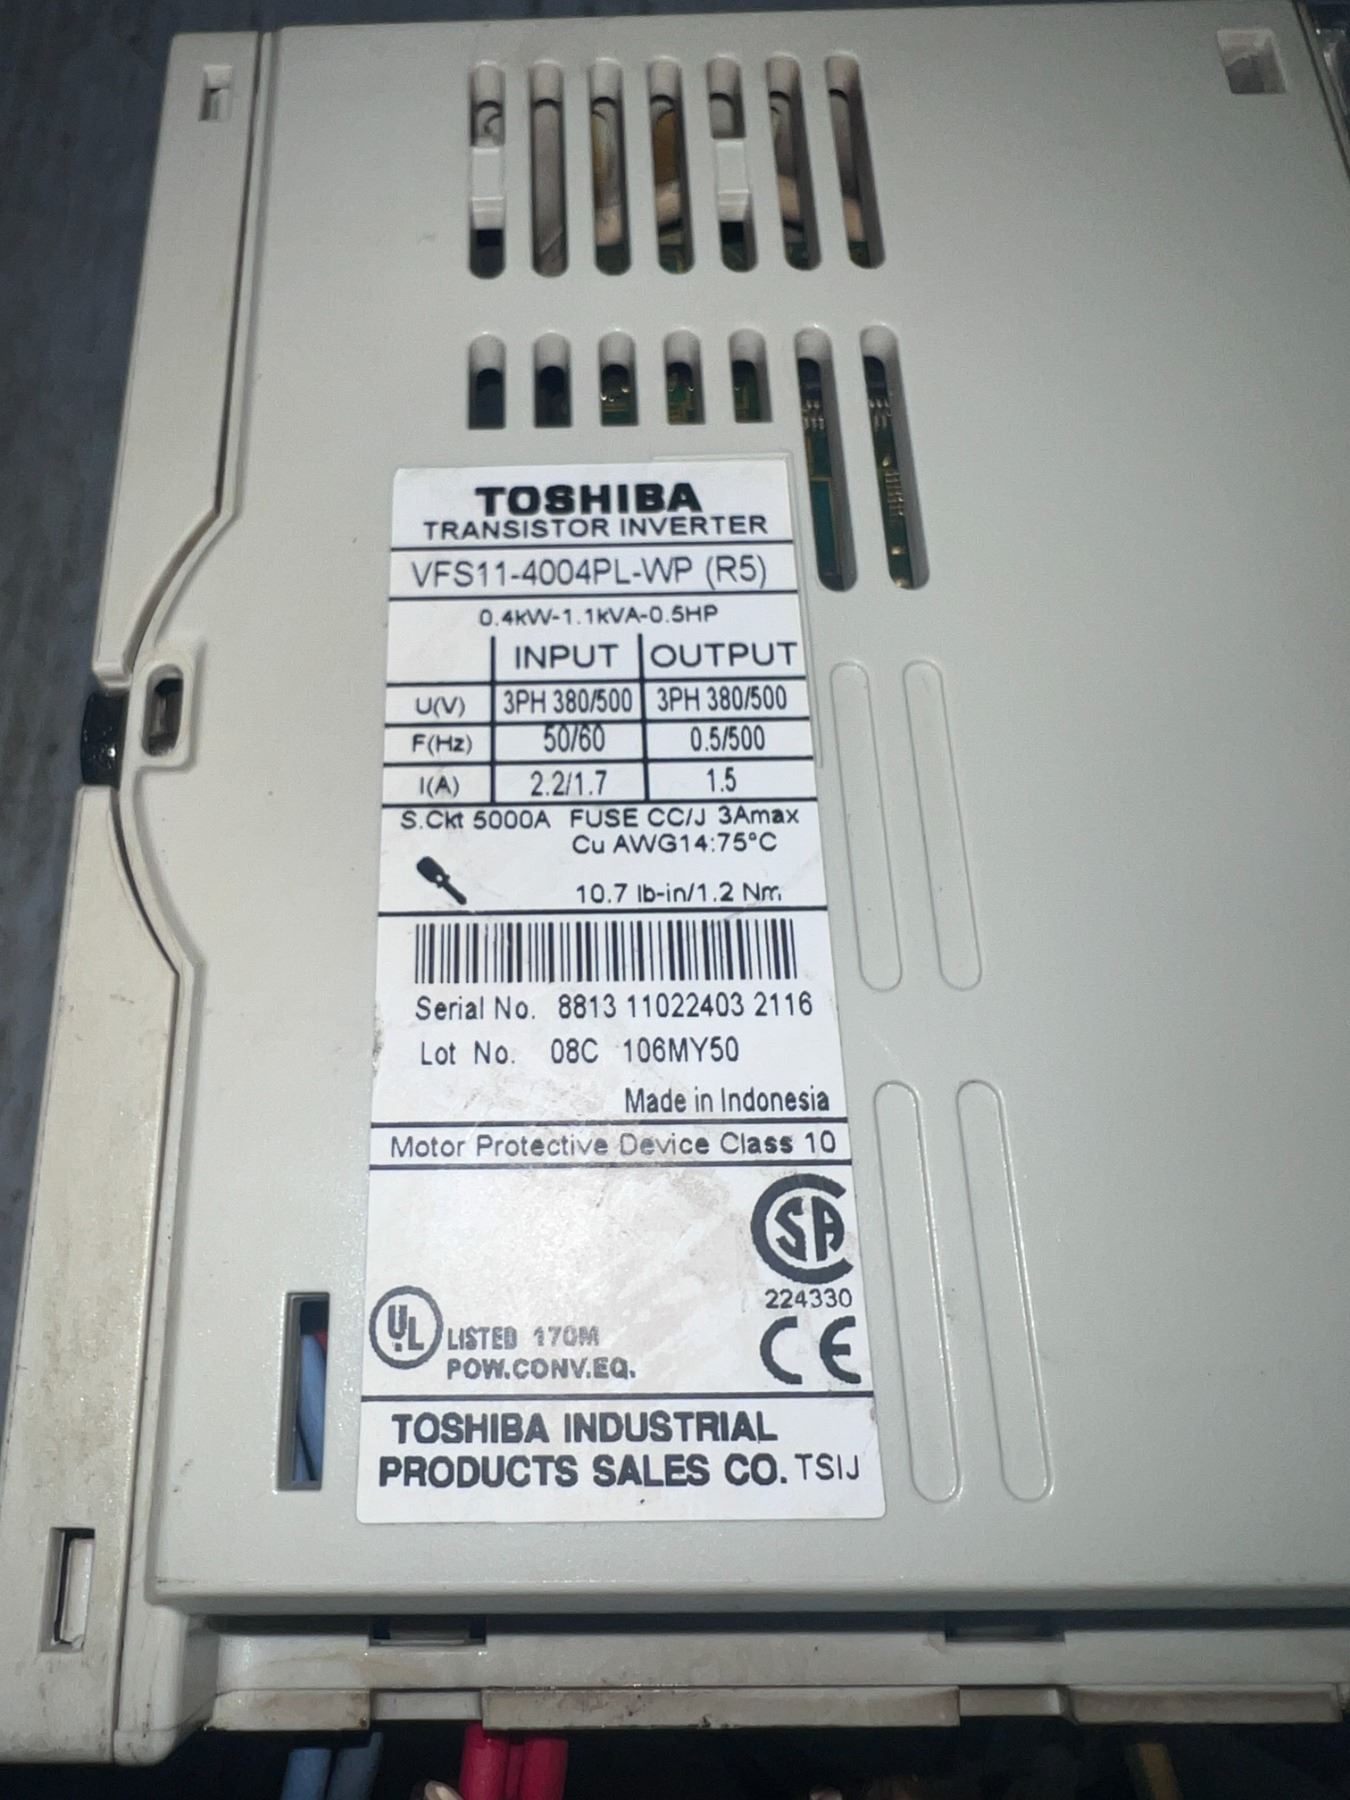 TOSHIBA
TRANSISTOR INVERTER
VFS11-4004PL-WP (R5)
0.4kW-1.1kVA-0.5HP
INPUT OUTPUT
U(V) 3PH 380/500 3PH 380/500
F(Hz) 50/60 0.5/500
I(A) 2.2/1.7 1.5
S.Ckt 5000A FUSE CC/J 3Amax
Cu AWG14:75°C
10.7 lb-in/1.2 Nm
Serial No. 8813 11022403 2116
Lot No. 08C 106MY50
Made in Indonesia
Motor Protective Device Class 10
SA
224330
UL LISTED 170M
POW.CONV.EQ.
CE
TOSHIBA INDUSTRIAL
PRODUCTS SALES CO. TSIJ